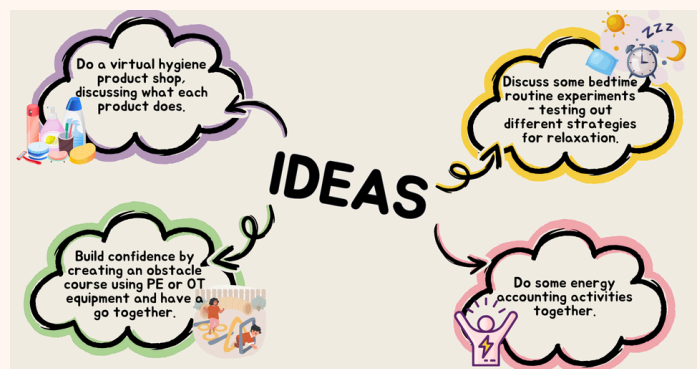 Do a virtual hygiene
product shop,
discussing what each
product does.
zzz
Discuss some bedtime
routine experiments
- testing out
different strategies
for relaxation.
IDEAS
Build confidence by
creating an obstacle
course using PE or OT
equipment and have a
go together.
Do some energy
accounting activities
together.